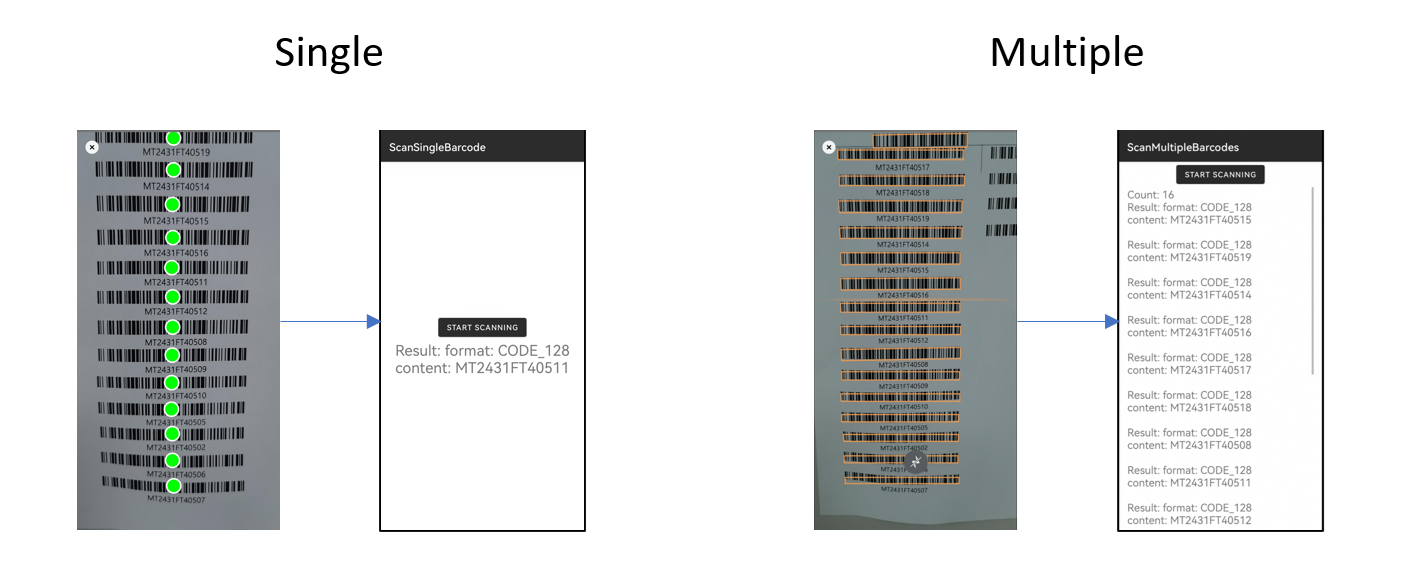 Single
Multiple
MT2431FT40519
MT2431FT40514
MT2431FT40515
MT2431FT40516
MT2431FT40511
MT2431FT40512
MT2431FT40508
MT2431FT40509
MT2431FT40510
MT2431FT40505
MT2431FT40502
MT2431FT40506
MT2431FT40507
ScanSingleBarcode
START SCANNING
Result: format: CODE_128
content: MT2431FT40511
MT2431FT40517
MT2431FT40518
MT2431FT40519
MT2431FT40514
MT2431FT40515
MT2431FT40516
MT2431FT40511
MT2431FT40512
MT2431FT40508
MT2431FT40509
MT2431FT40510
MT2431FT40505
MT2431FT40502
MT2431FT40507
ScanMultipleBarcodes
START SCANNING
Count: 16
Result: format: CODE_128
content: MT2431FT40515
Result: format: CODE_128
content: MT2431FT40519
Result: format: CODE_128
content: MT2431FT40514
Result: format: CODE_128
content: MT2431FT40516
Result: format: CODE_128
content: MT2431FT40517
Result: format: CODE_128
content: MT2431FT40518
Result: format: CODE_128
content: MT2431FT40508
Result: format: CODE_128
content: MT2431FT40511
Result: format: CODE_128
content: MT2431FT40512